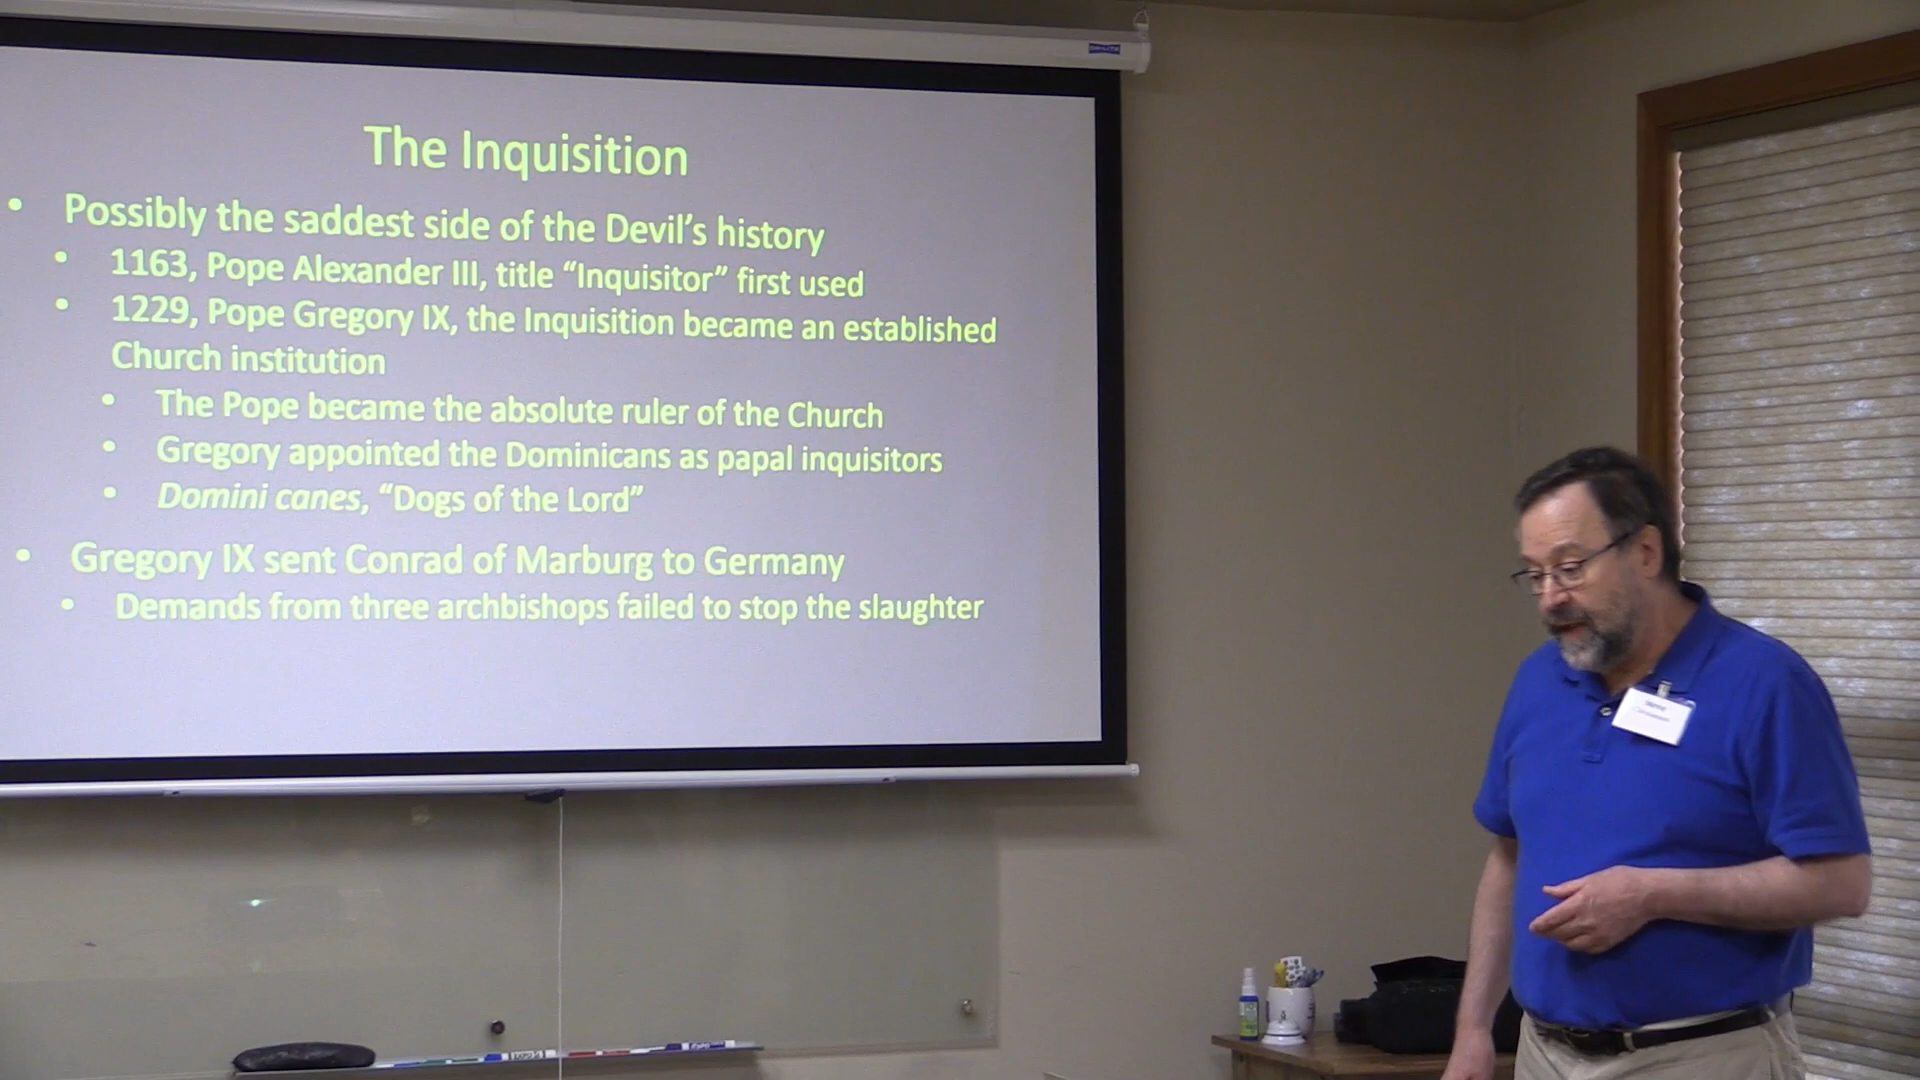 The Inquisition
• Possibly the saddest side of the Devil’s history
• 1163, Pope Alexander III, title “Inquisitor” first used
• 1229, Pope Gregory IX, the Inquisition became an established
Church institution
• The Pope became the absolute ruler of the Church
• Gregory appointed the Dominicans as papal inquisitors
• Domini canes, “Dogs of the Lord”
• Gregory IX sent Conrad of Marburg to Germany
• Demands from three archbishops failed to stop the slaughter
EXPO